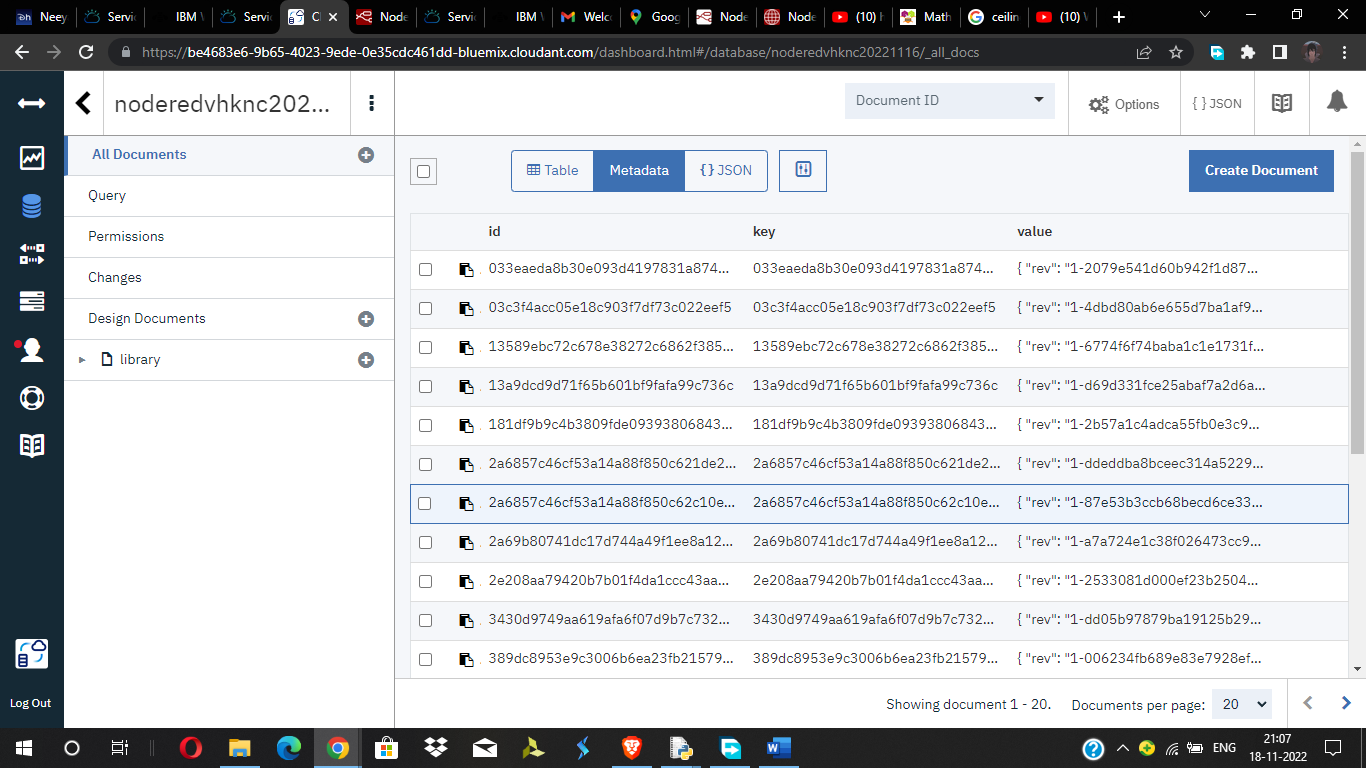 Neey
Servi
IBM W
Servi
Cl
Node
Servi
IBM W
Welco
Goog
Node
Node
(10) h
Math
ceilin
(10) W
https://be4683e6-9b65-4023-9ede-0e35cdc461dd-bluemix.cloudant.com/dashboard.html#/database/noderedvhknc20221116/_all_docs
noderedvhknc202...
Document ID
Options
{ } JSON
All Documents
Query
Permissions
Changes
Design Documents
library
Log Out
Table
Metadata
{ } JSON
Create Document
id key value
033eaeda8b30e093d4197831a874... 033eaeda8b30e093d4197831a874... { "rev": "1-2079e541d60b942f1d87...
03c3f4acc05e18c903f7df73c022eef5 03c3f4acc05e18c903f7df73c022eef5 { "rev": "1-4dbd80ab6e655d7ba1af9...
13589ebc72c678e38272c6862f385... 13589ebc72c678e38272c6862f385... { "rev": "1-6774f6f74baba1c1e1731f...
13a9dcd9d71f65b601bf9fafa99c736c 13a9dcd9d71f65b601bf9fafa99c736c { "rev": "1-d69d331fce25abaf7a2d6a...
181df9b9c4b3809fde09393806843... 181df9b9c4b3809fde09393806843... { "rev": "1-2b57a1c4adca55fb0e3c9...
2a6857c46cf53a14a88f850c621de2... 2a6857c46cf53a14a88f850c621de2... { "rev": "1-ddeddba8bceec314a5229...
2a6857c46cf53a14a88f850c62c10e... 2a6857c46cf53a14a88f850c62c10e... { "rev": "1-87e53b3ccb68becd6ce33...
2a69b80741dc17d744a49f1ee8a12... 2a69b80741dc17d744a49f1ee8a12... { "rev": "1-a7a724e1c38f026473cc9...
2e208aa79420b7b01f4da1ccc43aa... 2e208aa79420b7b01f4da1ccc43aa... { "rev": "1-2533081d000ef23b2504...
3430d9749aa619afa6f07d9b7c732... 3430d9749aa619afa6f07d9b7c732... { "rev": "1-dd05b97879ba19125b29...
389dc8953e9c3006b6ea23fb21579... 389dc8953e9c3006b6ea23fb21579... { "rev": "1-006234fb689e83e7928ef...
Showing document 1 - 20.
Documents per page: 20
ENG
21:07
18-11-2022